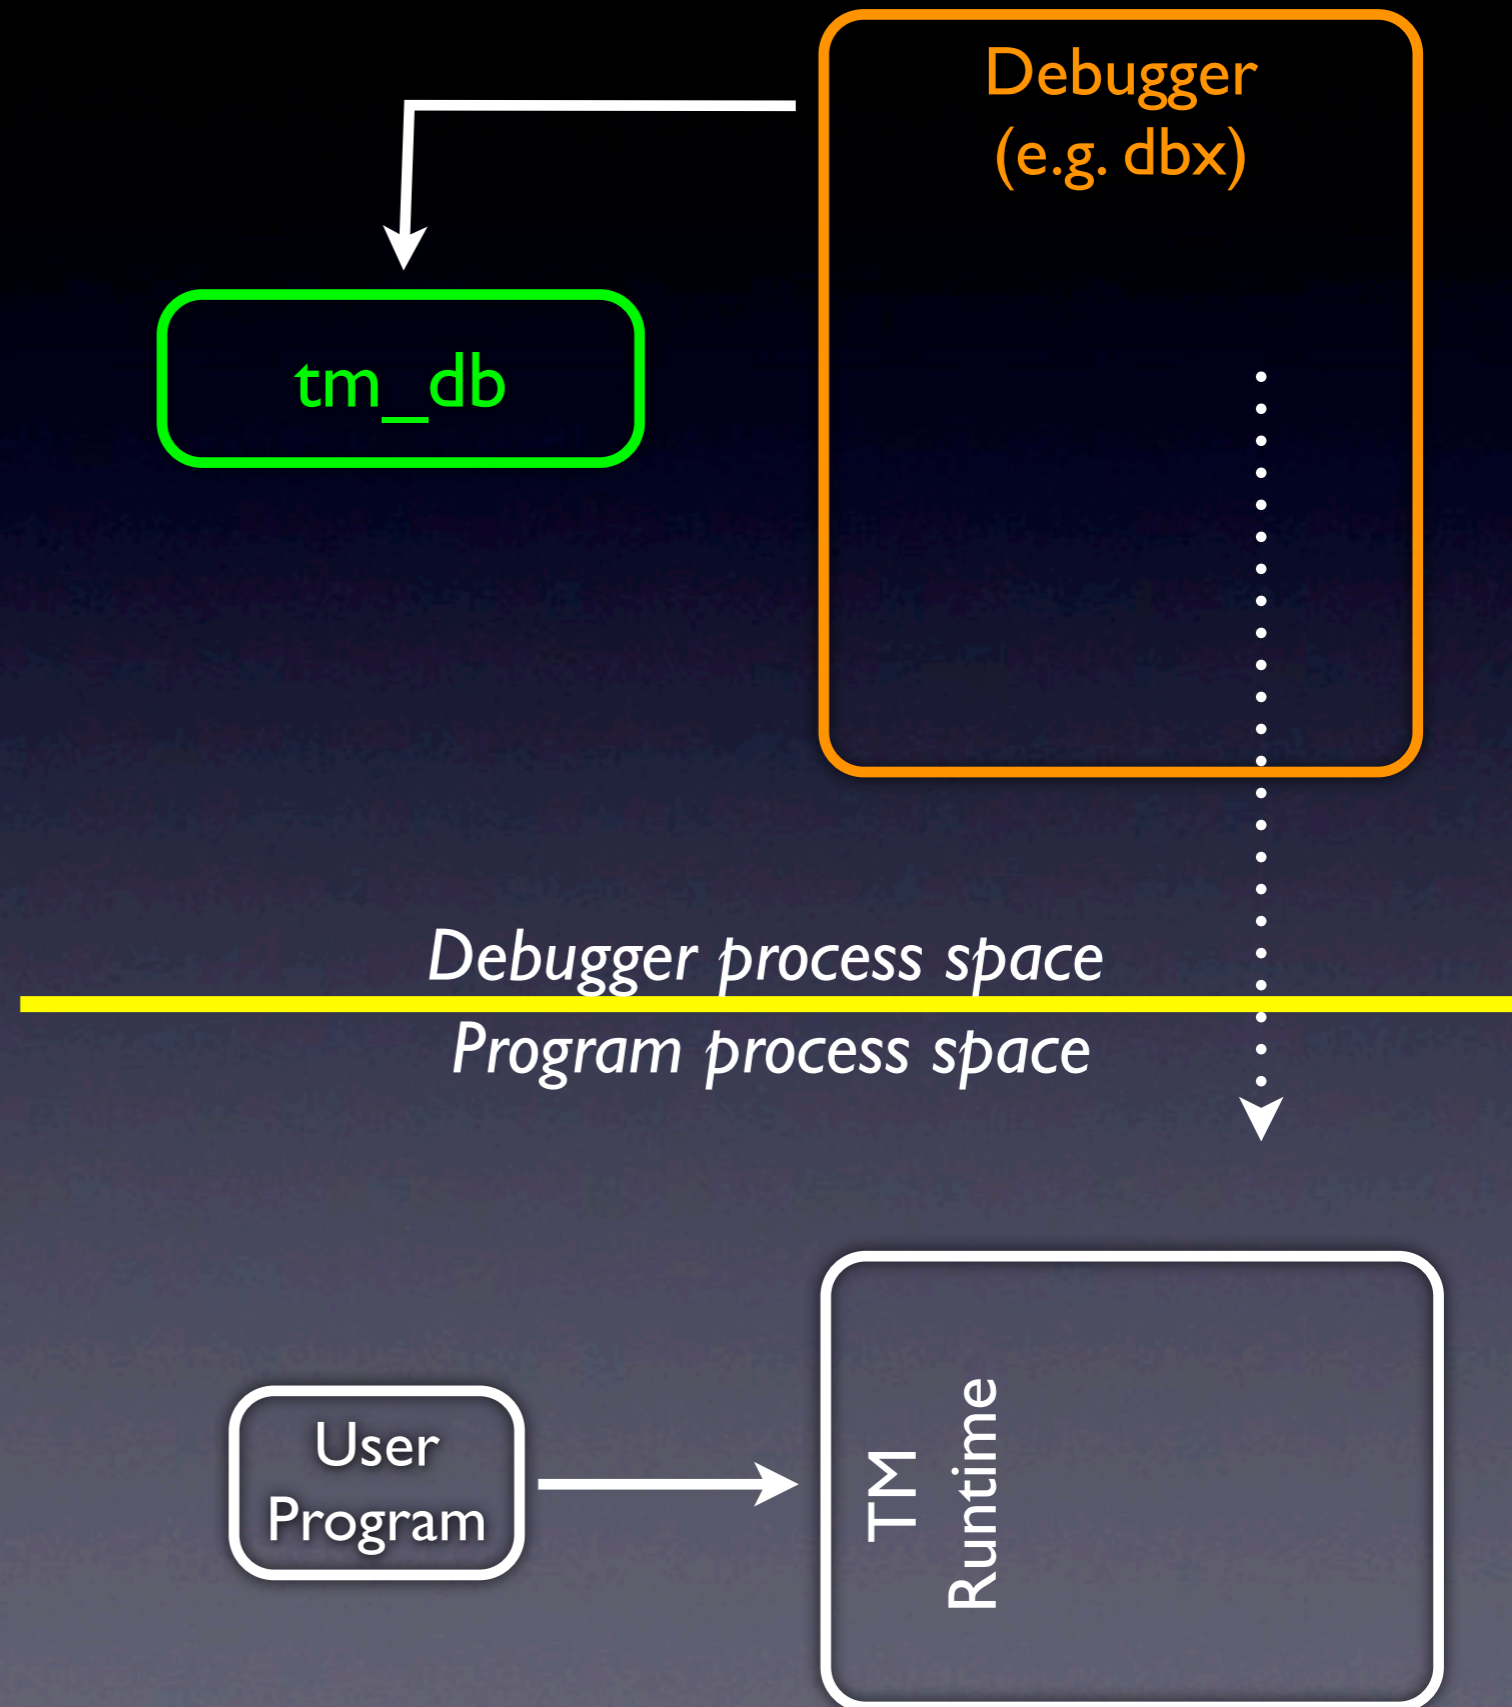 Debugger
(e.g. dbx)
tm_db
Debugger process space
Program process space
User
Program
TM
Runtime